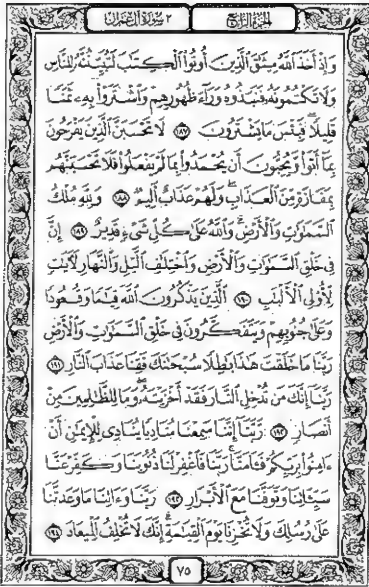 الجزء الرابع
٣ سورة آل عمران
وَإِذْ أَخَذَ ٱللَّهُ مِيثَٰقَ ٱلَّذِينَ أُوتُوا۟ ٱلْكِتَٰبَ لَتُبَيِّنُنَّهُۥ لِلنَّاسِ
وَلَا تَكْتُمُونَهُۥ فَنَبَذُوهُ وَرَآءَ ظُهُورِهِمْ وَٱشْتَرَوْا۟ بِهِۦ ثَمَنًا
قَلِيلًا ۖ فَبِئْسَ مَا يَشْتَرُونَ ١٨٧ لَا تَحْسَبَنَّ ٱلَّذِينَ يَفْرَحُونَ
بِمَآ أَتَوا۟ وَّيُحِبُّونَ أَن يُحْمَدُوا۟ بِمَا لَمْ يَفْعَلُوا۟ فَلَا تَحْسَبَنَّهُم
بِمَفَازَةٍ مِّنَ ٱلْعَذَابِ ۖ وَلَهُمْ عَذَابٌ أَلِيمٌ ١٨٨ وَلِلَّهِ مُلْكُ
ٱلسَّمَٰوَٰتِ وَٱلْأَرْضِ ۗ وَٱللَّهُ عَلَىٰ كُلِّ شَىْءٍ قَدِيرٌ ١٨٩ إِنَّ
فِى خَلْقِ ٱلسَّمَٰوَٰتِ وَٱلْأَرْضِ وَٱخْتِلَٰفِ ٱلَّيْلِ وَٱلنَّهَارِ لَءَايَٰتٍ
لِّأُو۟لِى ٱلْأَلْبَٰبِ ١٩٠ ٱلَّذِينَ يَذْكُرُونَ ٱللَّهَ قِيَٰمًا وَقُعُودًا
وَعَلَىٰ جُنُوبِهِمْ وَيَتَفَكَّرُونَ فِى خَلْقِ ٱلسَّمَٰوَٰتِ وَٱلْأَرْضِ
رَبَّنَا مَا خَلَقْتَ هَٰذَا بَٰطِلًا سُبْحَٰنَكَ فَقِنَا عَذَابَ ٱلنَّارِ ١٩١
رَبَّنَآ إِنَّكَ مَن تُدْخِلِ ٱلنَّارَ فَقَدْ أَخْزَيْتَهُۥ ۖ وَمَا لِلظَّٰلِمِينَ مِنْ
أَنصَارٍ ١٩٢ رَّبَّنَآ إِنَّنَا سَمِعْنَا مُنَادِيًا يُنَادِى لِلْإِيمَٰنِ أَنْ
ءَامِنُوا۟ بِرَبِّكُمْ فَـَٔامَنَّا ۚ رَبَّنَا فَٱغْفِرْ لَنَا ذُنُوبَنَا وَكَفِّرْ عَنَّا
سَيِّـَٔاتِنَا وَتَوَفَّنَا مَعَ ٱلْأَبْرَارِ ١٩٣ رَبَّنَا وَءَاتِنَا مَا وَعَدتَّنَا
عَلَىٰ رُسُلِكَ وَلَا تُخْزِنَا يَوْمَ ٱلْقِيَٰمَةِ ۗ إِنَّكَ لَا تُخْلِفُ ٱلْمِيعَادَ ١٩٤
٧٥